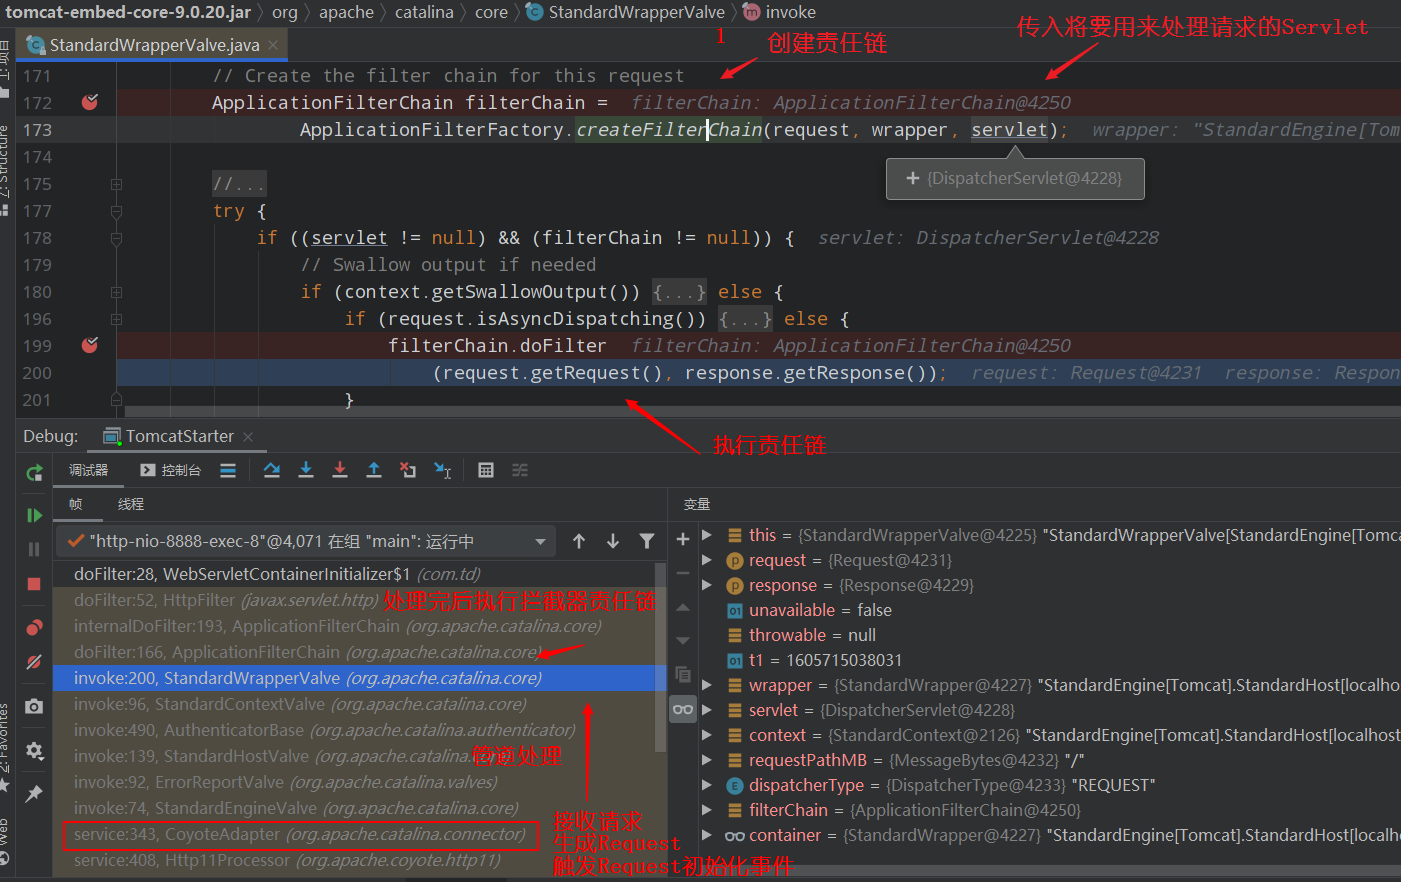 tomcat-embed-core-9.0.20.jar 〉 org 〉 apache 〉 catalina 〉 core 〉 StandardWrapperValve 〉 invoke
StandardWrapperValve.java
1
创建责任链
传入将要用来处理请求的Servlet
171 // Create the filter chain for this request
172 ApplicationFilterChain filterChain = filterChain: ApplicationFilterChain@4250
173 ApplicationFilterFactory.createFilterChain(request, wrapper, servlet); wrapper: "StandardEngine[Tom
174
+ {DispatcherServlet@4228}
175 //...
177 try {
178 if ((servlet != null) && (filterChain != null)) { servlet: DispatcherServlet@4228
179 // Swallow output if needed
180 if (context.getSwallowOutput()) {...} else {
196 if (request.isAsyncDispatching()) {...} else {
199 filterChain.doFilter filterChain: ApplicationFilterChain@4250
200 (request.getRequest(), response.getResponse()); request: Request@4231 response: Respon
201 }
执行责任链
1: 项目
7: Structure
2: Favorites
Web
Debug: TomcatStarter
调试器 控制台
帧 线程
"http-nio-8888-exec-8"@4,071 在组 "main": 运行中
doFilter:28, WebServletContainerInitializer$1 (com.td)
doFilter:52, HttpFilter (javax.servlet.http)
处理完后执行拦截器责任链
internalDoFilter:193, ApplicationFilterChain (org.apache.catalina.core)
doFilter:166, ApplicationFilterChain (org.apache.catalina.core)
invoke:200, StandardWrapperValve (org.apache.catalina.core)
invoke:96, StandardContextValve (org.apache.catalina.core)
invoke:490, AuthenticatorBase (org.apache.catalina.authenticator)
invoke:139, StandardHostValve (org.apache.catalina.core)
管道处理
invoke:92, ErrorReportValve (org.apache.catalina.valves)
invoke:74, StandardEngineValve (org.apache.catalina.core)
service:343, CoyoteAdapter (org.apache.catalina.connector)
service:408, Http11Processor (org.apache.coyote.http11)
接收请求
生成Request
触发Request初始化事件
变量
this = {StandardWrapperValve@4225} "StandardWrapperValve[StandardEngine[Tomca
request = {Request@4231}
response = {Response@4229}
unavailable = false
throwable = null
t1 = 1605715038031
wrapper = {StandardWrapper@4227} "StandardEngine[Tomcat].StandardHost[localho
servlet = {DispatcherServlet@4228}
context = {StandardContext@2126} "StandardEngine[Tomcat].StandardHost[localhost
requestPathMB = {MessageBytes@4232} "/"
dispatcherType = {DispatcherType@4233} "REQUEST"
filterChain = {ApplicationFilterChain@4250}
container = {StandardWrapper@4227} "StandardEngine[Tomcat].StandardHost[localho